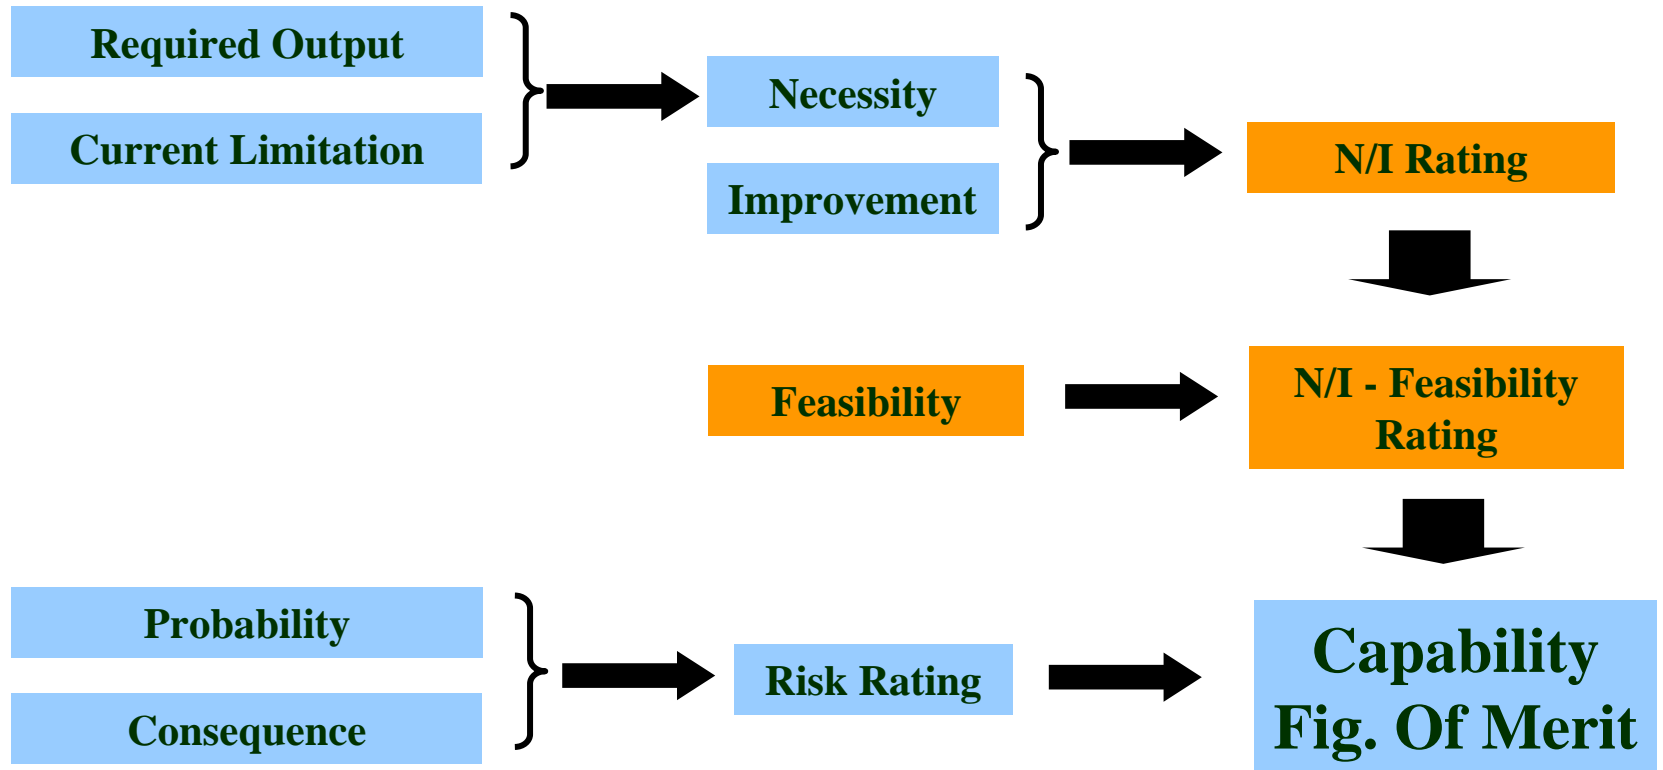 Required Output
Current Limitation
Necessity
Improvement
N/I Rating
Feasibility
N/I - Feasibility
Rating
Probability
Consequence
Risk Rating
Capability
Fig. Of Merit